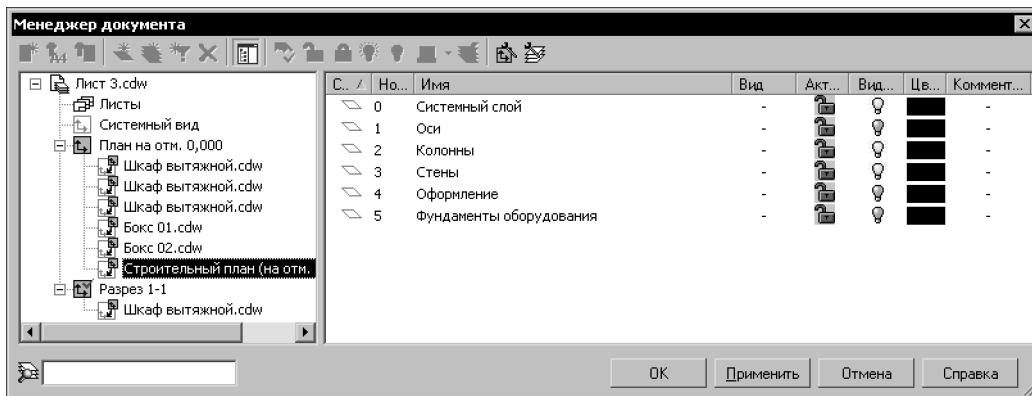 Менеджер документа
Лист 3.cdw
Листы
Системный вид
План на отм. 0,000
Шкаф вытяжной.cdw
Шкаф вытяжной.cdw
Шкаф вытяжной.cdw
Бокс 01.cdw
Бокс 02.cdw
Строительный план (на отм.
Разрез 1-1
Шкаф вытяжной.cdw
С.. Но... Имя Вид Акт... Вид... Цв... Коммент...
0 Системный слой - -
1 Оси - -
2 Колонны - -
3 Стены - -
4 Оформление - -
5 Фундаменты оборудования - -
OK Применить Отмена Справка